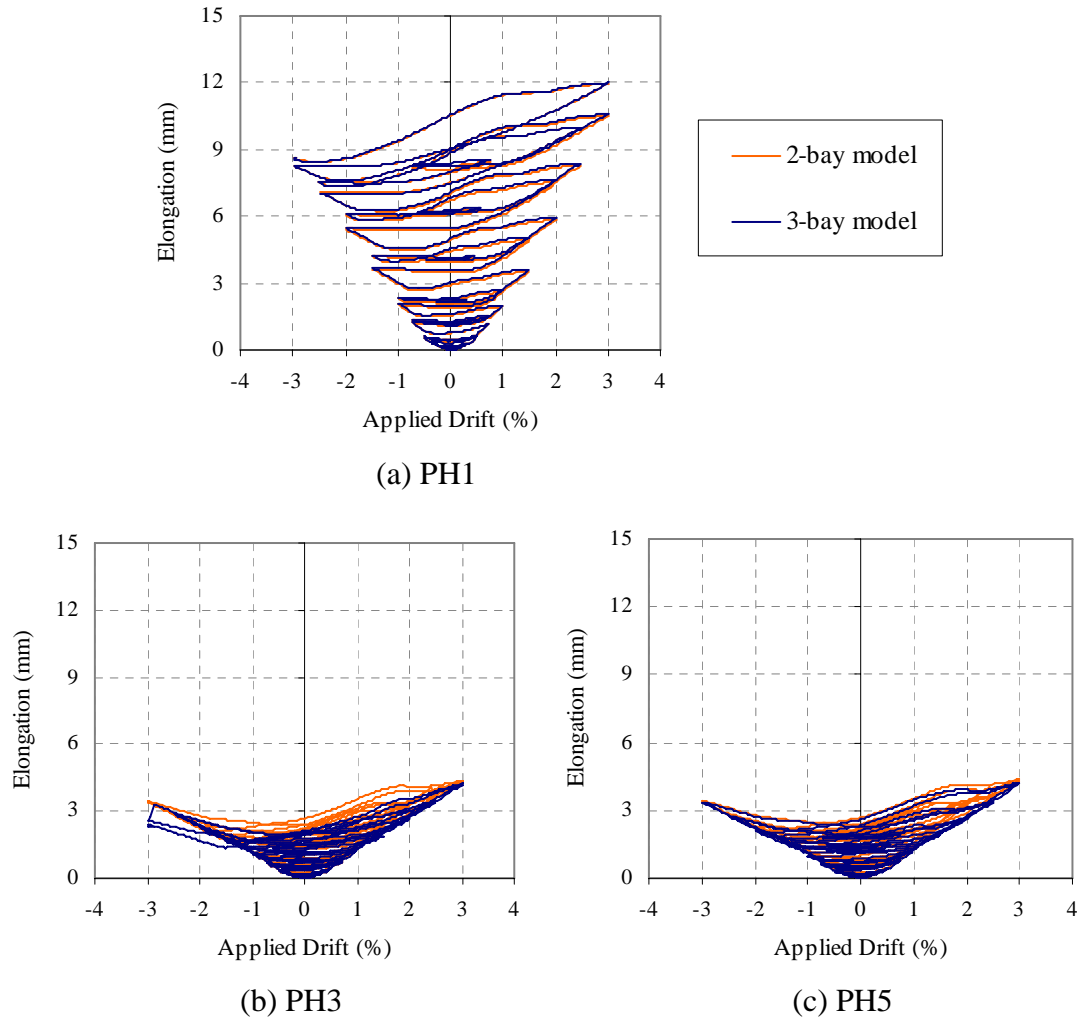 15
12
9
6
3
0
Elongation (mm)
-4 -3 -2 -1 0 1 2 3 4
Applied Drift (%)
2-bay model
3-bay model
(a) PH1
15
12
9
6
3
0
Elongation (mm)
-4 -3 -2 -1 0 1 2 3 4
Applied Drift (%)
(b) PH3
15
12
9
6
3
0
Elongation (mm)
-4 -3 -2 -1 0 1 2 3 4
Applied Drift (%)
(c) PH5